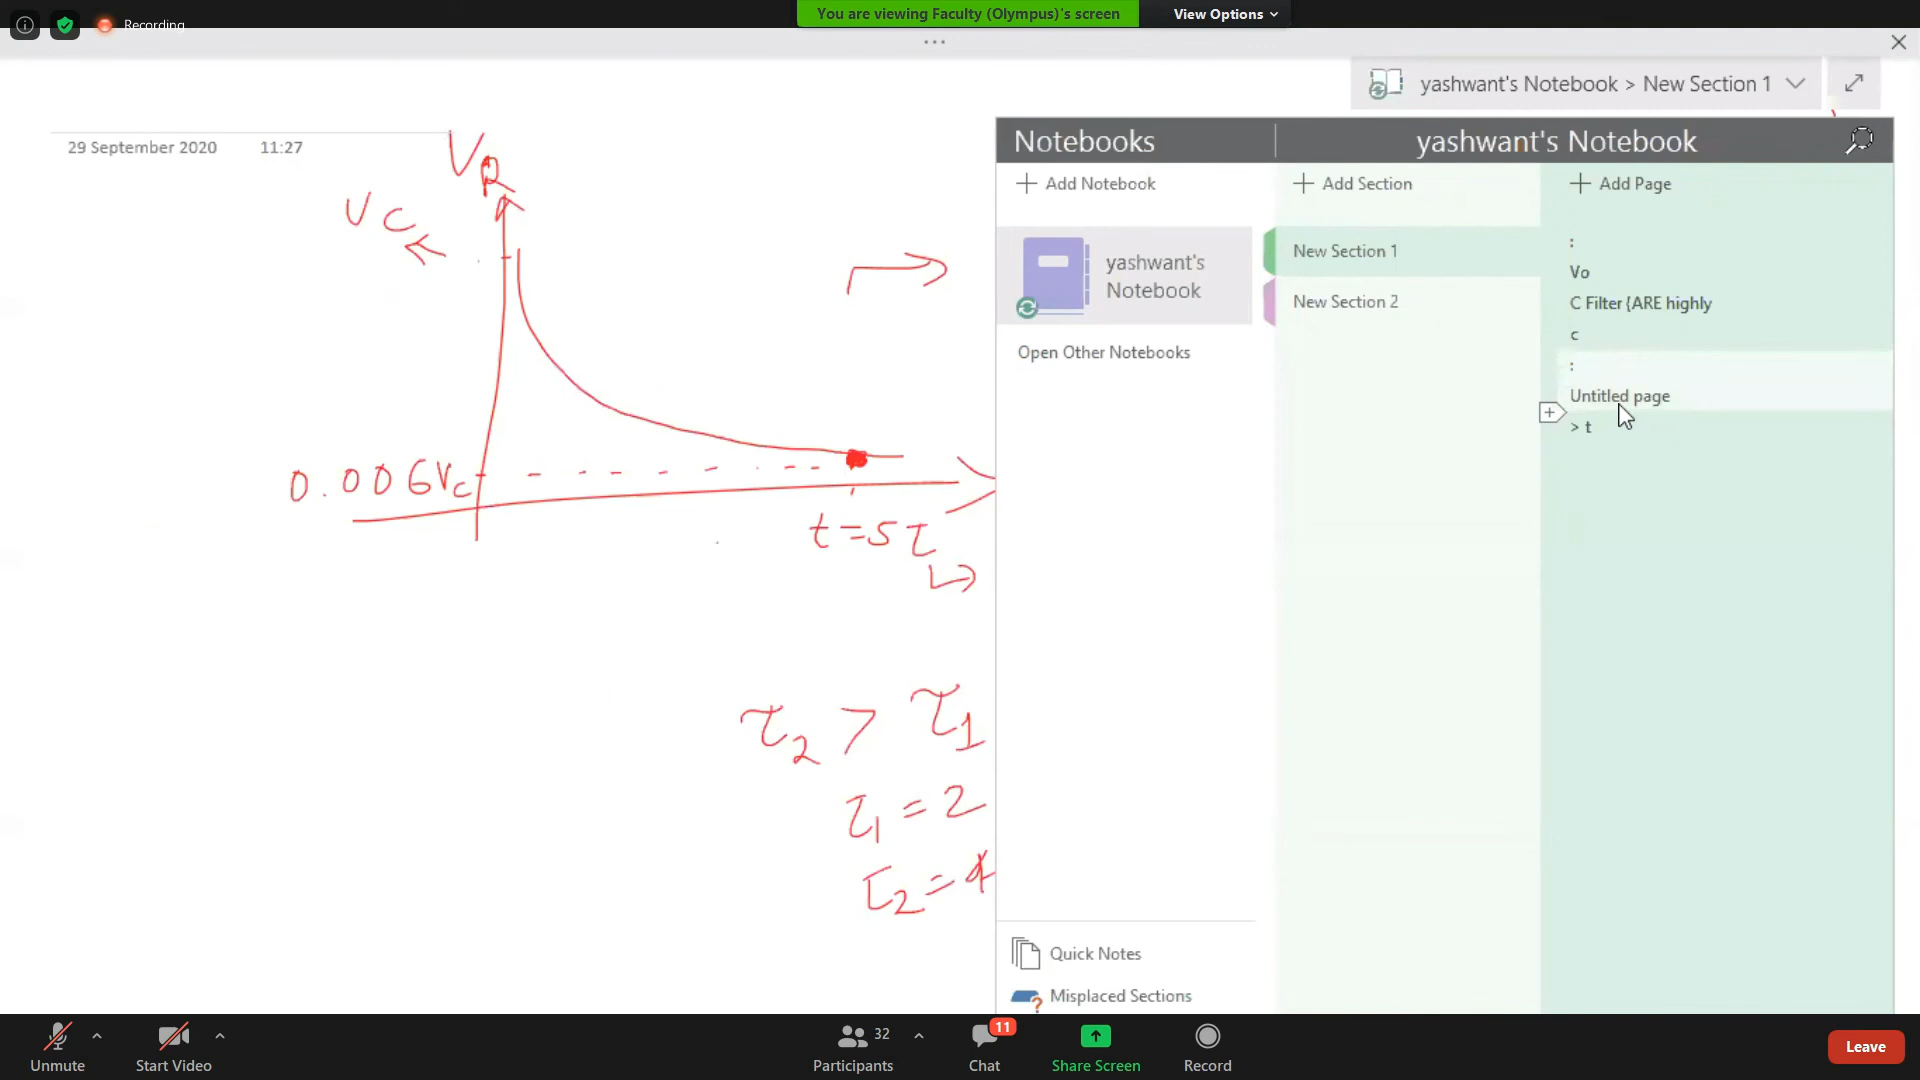 You are viewing Faculty (Olympus)'s screen
View Options
Recording
yashwant's Notebook > New Section 1
29 September 2020 11:27
Notebooks
yashwant's Notebook
Add Notebook
Add Section
Add Page
yashwant's
Notebook
Open Other Notebooks
New Section 1
New Section 2
:
Vo
C Filter {ARE highly
c
:
Untitled page
> t
VR
VC
0.006Vc
t=5τ
τ2 > τ1
τ1 = 2
τ2 = 4
Quick Notes
Misplaced Sections
Unmute
Start Video
32
Participants
11
Chat
Share Screen
Record
Leave